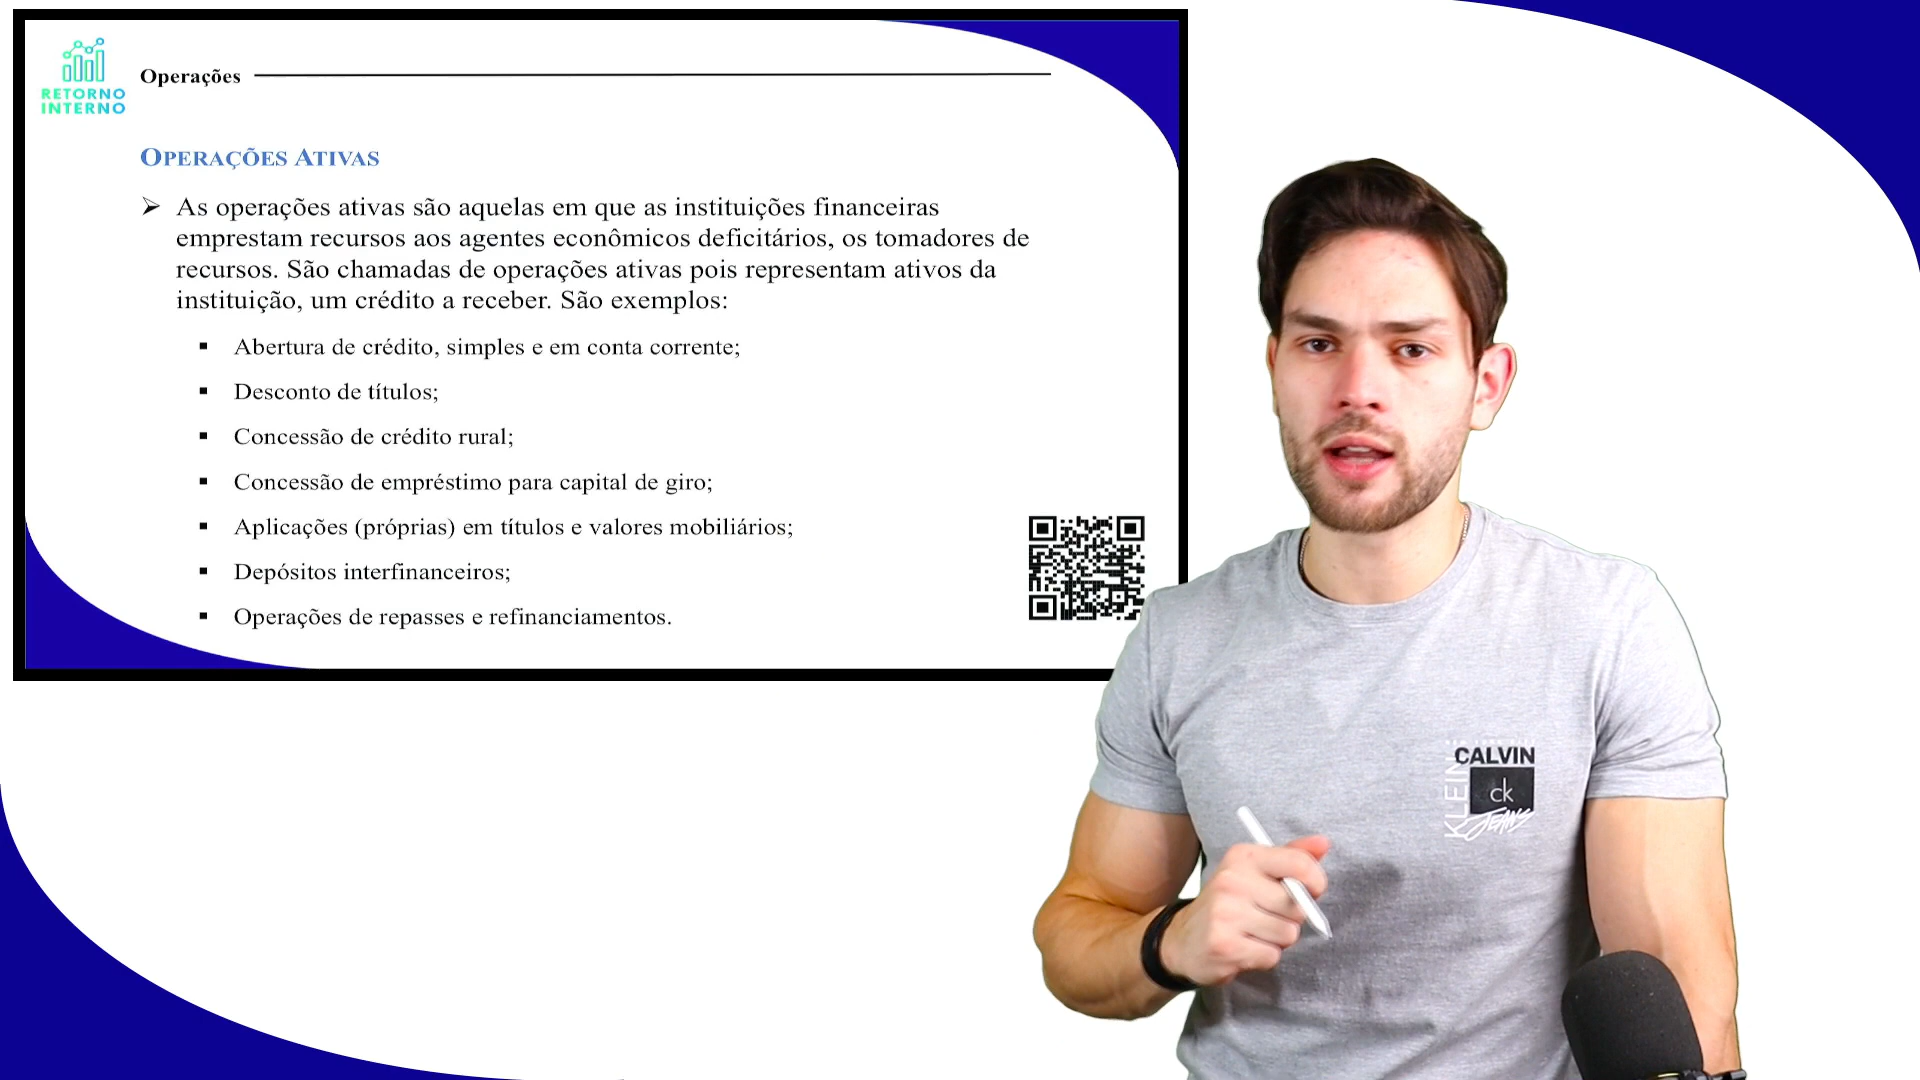 RETORNO
INTERNO
Operações
OPERAÇÕES ATIVAS
➢ As operações ativas são aquelas em que as instituições financeiras
emprestam recursos aos agentes econômicos deficitários, os tomadores de
recursos. São chamadas de operações ativas pois representam ativos da
instituição, um crédito a receber. São exemplos:
▪ Abertura de crédito, simples e em conta corrente;
▪ Desconto de títulos;
▪ Concessão de crédito rural;
▪ Concessão de empréstimo para capital de giro;
▪ Aplicações (próprias) em títulos e valores mobiliários;
▪ Depósitos interfinanceiros;
▪ Operações de repasses e refinanciamentos.
CALVIN
KLEIN
ck
JEANS